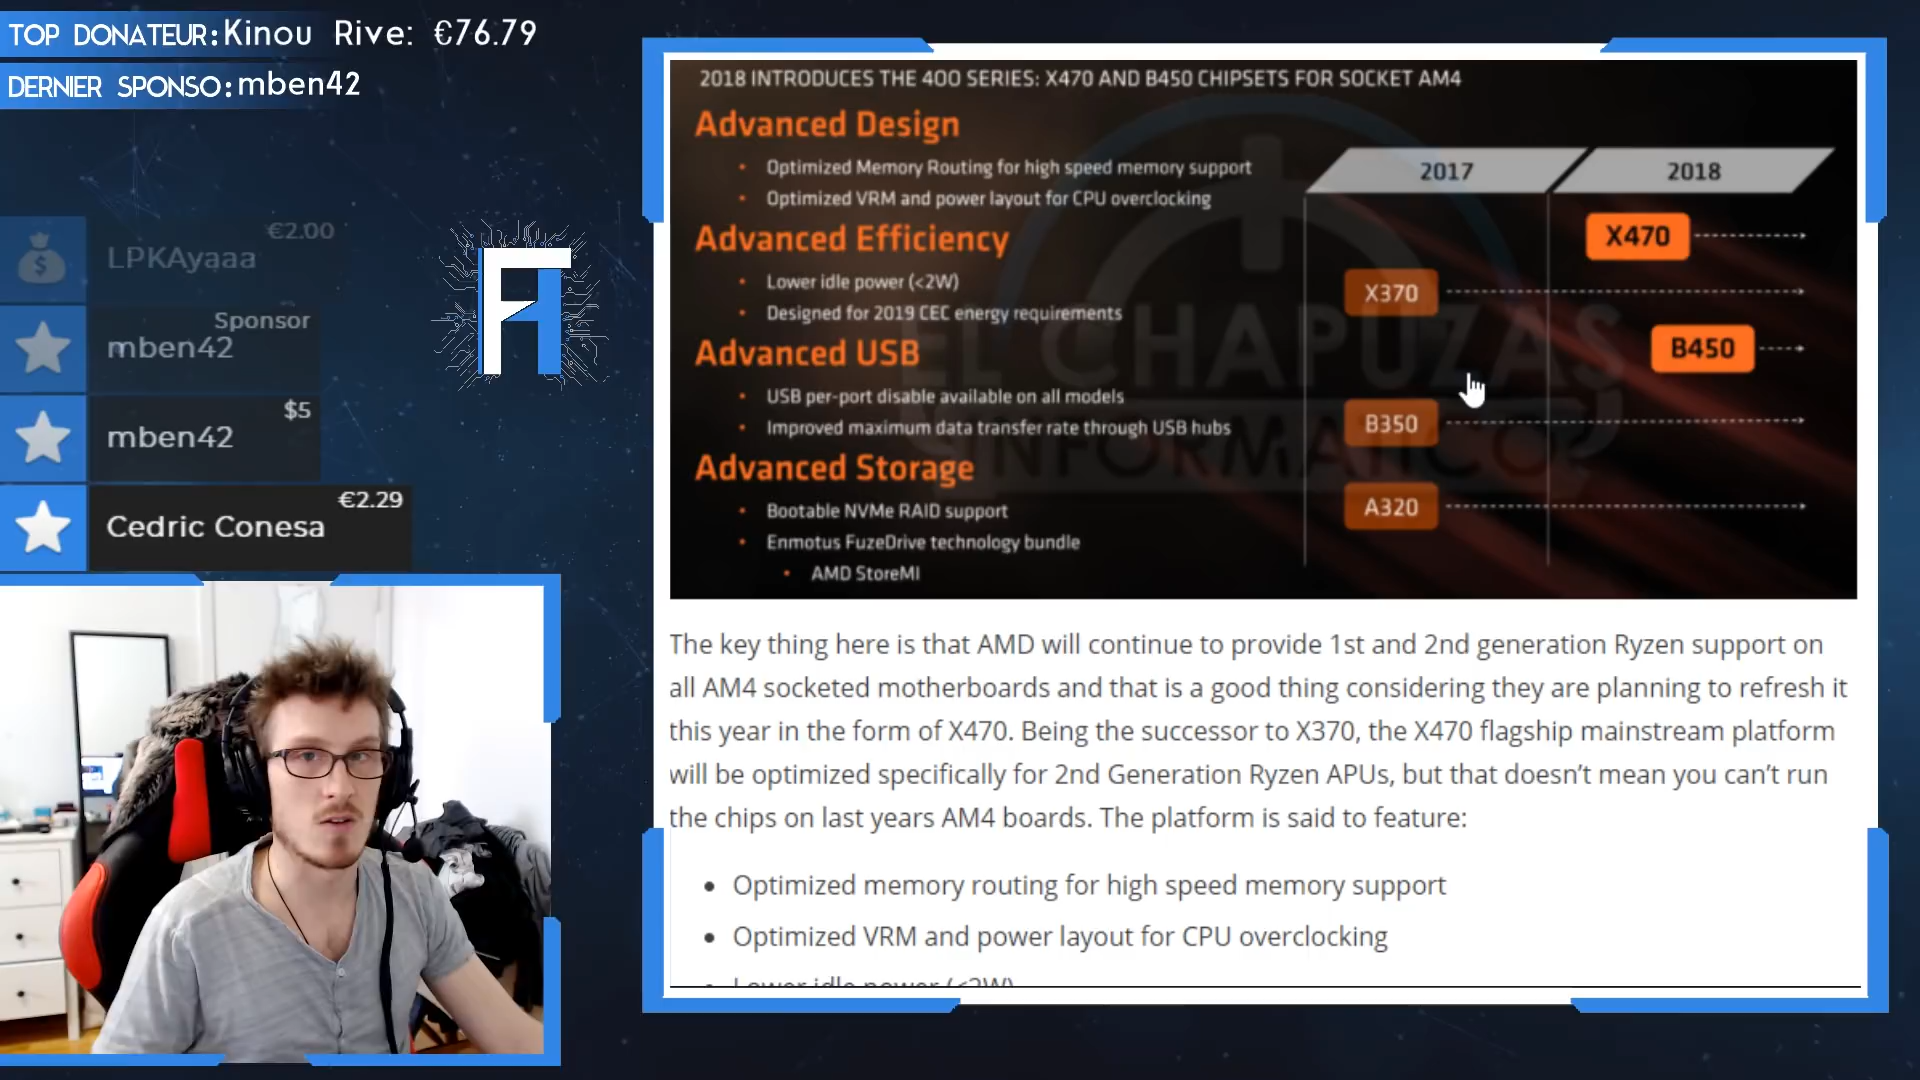 TOP DONATEUR: Kinou Rive: €76.79
DERNIER SPONSO: mben42
€2.00
LPKAyaaa
Sponsor
mben42
$5
mben42
€2.29
Cedric Conesa
2018 INTRODUCES THE 400 SERIES: X470 AND B450 CHIPSETS FOR SOCKET AM4
Advanced Design
• Optimized Memory Routing for high speed memory support
• Optimized VRM and power layout for CPU overclocking
Advanced Efficiency
• Lower idle power (<2W)
• Designed for 2019 CEC energy requirements
Advanced USB
• USB per-port disable available on all models
• Improved maximum data transfer rate through USB hubs
Advanced Storage
• Bootable NVMe RAID support
• Enmotus FuzeDrive technology bundle
• AMD StoreMI
2017 2018
X470
X370
B450
B350
A320
EL CHAPUZAS
INFORMÁTICO
The key thing here is that AMD will continue to provide 1st and 2nd generation Ryzen support on
all AM4 socketed motherboards and that is a good thing considering they are planning to refresh it
this year in the form of X470. Being the successor to X370, the X470 flagship mainstream platform
will be optimized specifically for 2nd Generation Ryzen APUs, but that doesn’t mean you can’t run
the chips on last years AM4 boards. The platform is said to feature:
• Optimized memory routing for high speed memory support
• Optimized VRM and power layout for CPU overclocking
• Lower idle power (<2W)